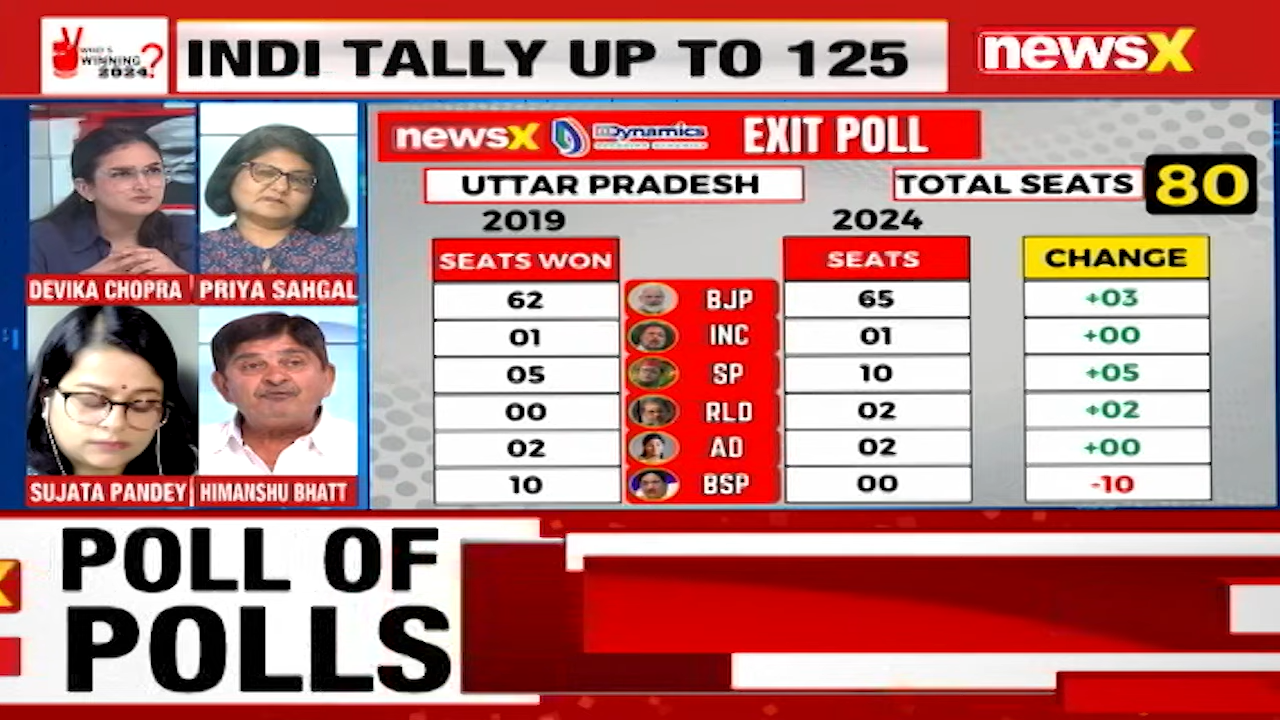 WHO'S
WINNING
2024?
INDI TALLY UP TO 125
newsX
newsX Dynamics EXIT POLL
UTTAR PRADESH TOTAL SEATS 80
2019 2024
SEATS WON SEATS CHANGE
62 BJP 65 +03
01 INC 01 +00
05 SP 10 +05
00 RLD 02 +02
02 AD 02 +00
10 BSP 00 -10
DEVIKA CHOPRA PRIYA SAHGAL
SUJATA PANDEY HIMANSHU BHATT
X
POLL OF
POLLS